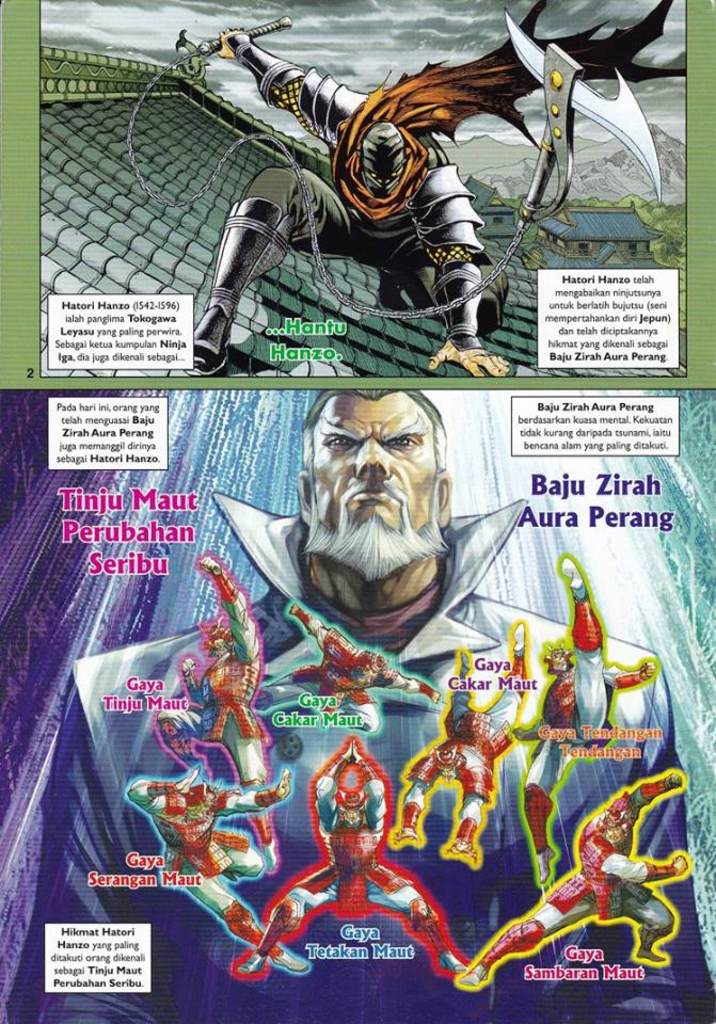 Hatori Hanzo (1542-1596)
ialah panglima Tokogawa
Leyasu yang paling perwira.
Sebagai ketua kumpulan Ninja
Iga, dia juga dikenali sebagai...
...Hantu
Hanzo.
Hatori Hanzo telah
mengabaikan ninjutsunya
untuk berlatih bujutsu (seni
mempertahankan diri Jepun)
dan telah diciptakannya
hikmat yang dikenali sebagai
Baju Zirah Aura Perang.
2
Pada hari ini, orang yang
telah menguasai Baju
Zirah Aura Perang
juga memanggil dirinya
sebagai Hatori Hanzo.
Baju Zirah Aura Perang
berdasarkan kuasa mental. Kekuatan
tidak kurang daripada tsunami, iaitu
bencana alam yang paling ditakuti.
Tinju Maut
Perubahan
Seribu
Baju Zirah
Aura Perang
Gaya
Tinju Maut
Gaya
Cakar Maut
Gaya
Cakar Maut
Gaya Tendangan
Tendangan
Gaya
Serangan Maut
Gaya
Tetakan Maut
Gaya
Sambaran Maut
Hikmat Hatori
Hanzo yang paling
ditakuti orang dikenali
sebagai Tinju Maut
Perubahan Seribu.